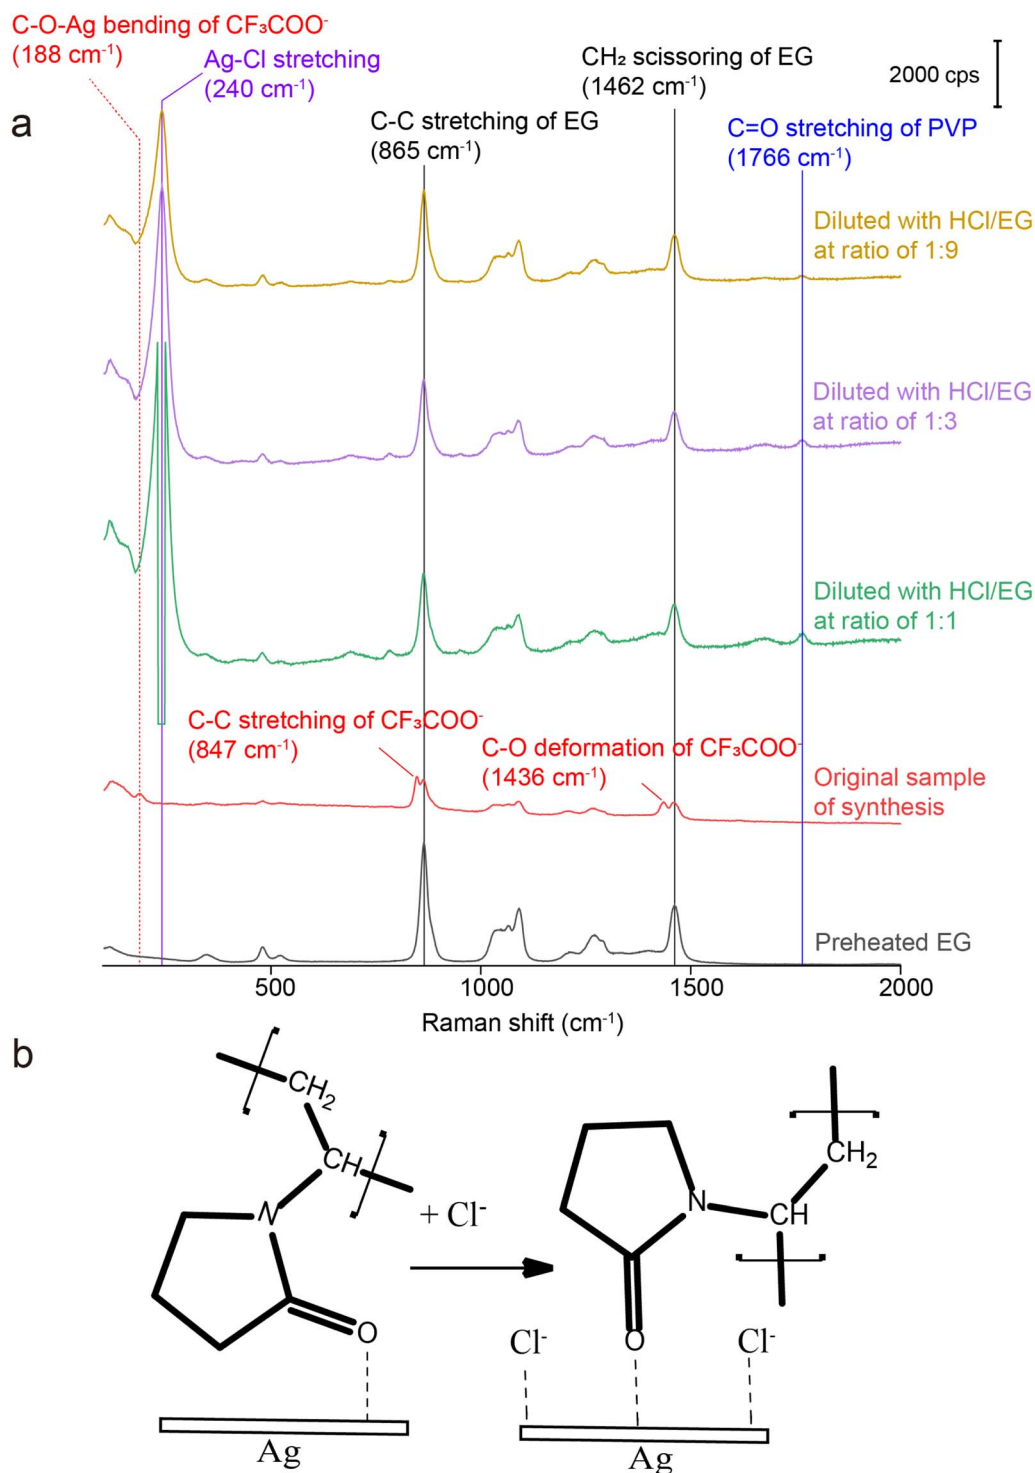 C-O-Ag bending of CF₃COO⁻
(188 cm⁻¹)
Ag-Cl stretching
(240 cm⁻¹)
CH₂ scissoring of EG
(1462 cm⁻¹)
2000 cps
a
C-C stretching of EG
(865 cm⁻¹)
C=O stretching of PVP
(1766 cm⁻¹)
Diluted with HCl/EG
at ratio of 1:9
Diluted with HCl/EG
at ratio of 1:3
Diluted with HCl/EG
at ratio of 1:1
C-C stretching of CF₃COO⁻
(847 cm⁻¹)
C-O deformation of CF₃COO⁻
(1436 cm⁻¹)
Original sample
of synthesis
Preheated EG
500 1000 1500 2000
Raman shift (cm⁻¹)
b
CH₂
CH
N
O
Ag
+ Cl⁻
CH₂
N
CH
Cl⁻
O
Cl⁻
Ag